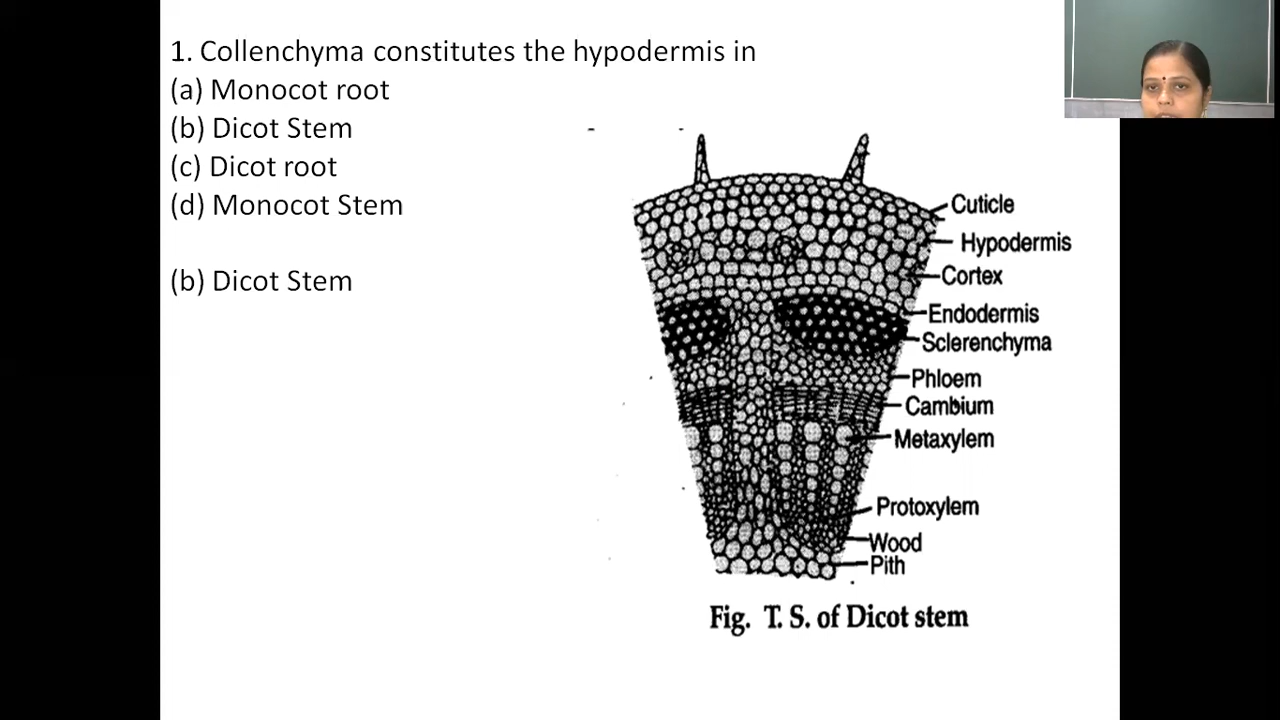 1. Collenchyma constitutes the hypodermis in
(a) Monocot root
(b) Dicot Stem
(c) Dicot root
(d) Monocot Stem
(b) Dicot Stem
Cuticle
Hypodermis
Cortex
Endodermis
Sclerenchyma
Phloem
Cambium
Metaxylem
Protoxylem
Wood
Pith
Fig. T. S. of Dicot stem